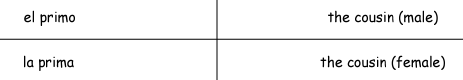 el primo the cousin (male)
la prima the cousin (female)